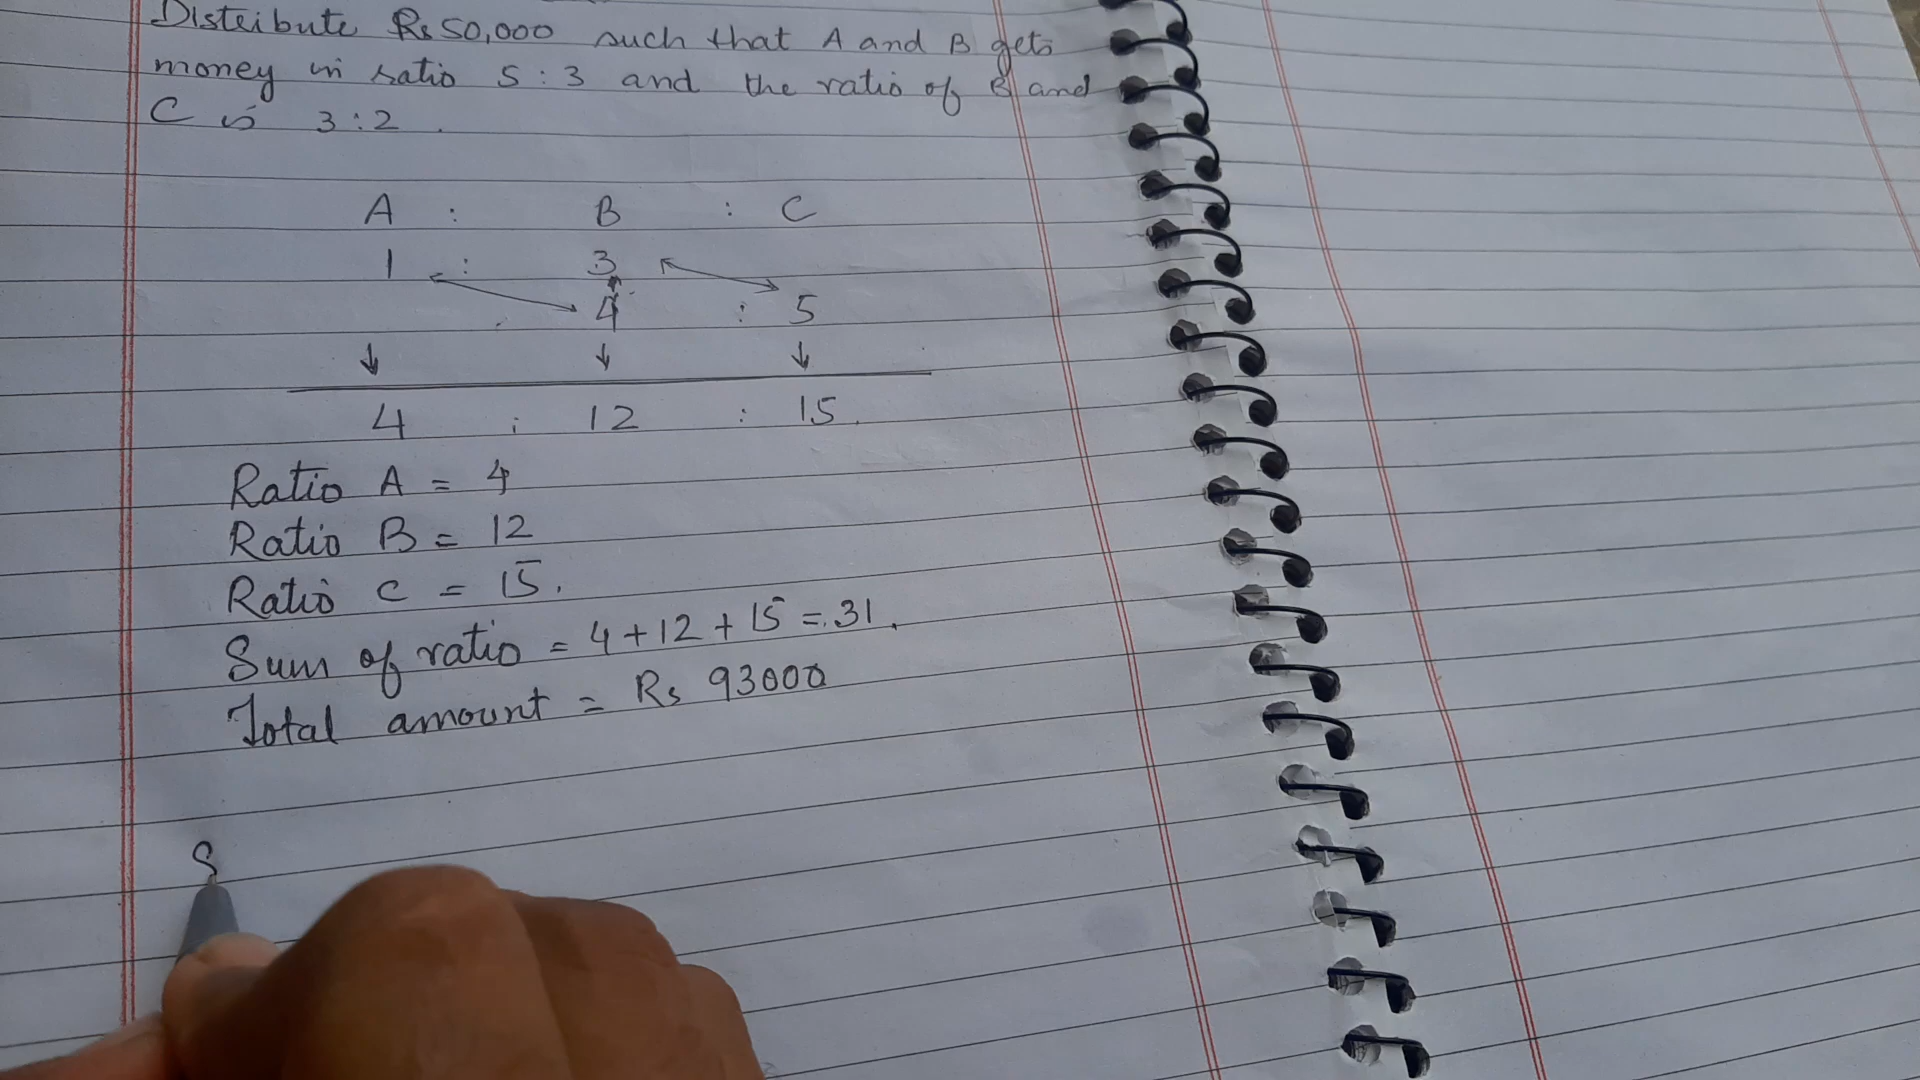 Distribute Rs 50,000 such that A and B gets
money in ratio 5 : 3 and the ratio of B and
C is 3 : 2 .
A : B : C
1 : 3
4 : 5
4 : 12 : 15.
Ratio A = 4
Ratio B = 12
Ratio C = 15.
Sum of ratio = 4 + 12 + 15 = 31.
Total amount = Rs 93000
S